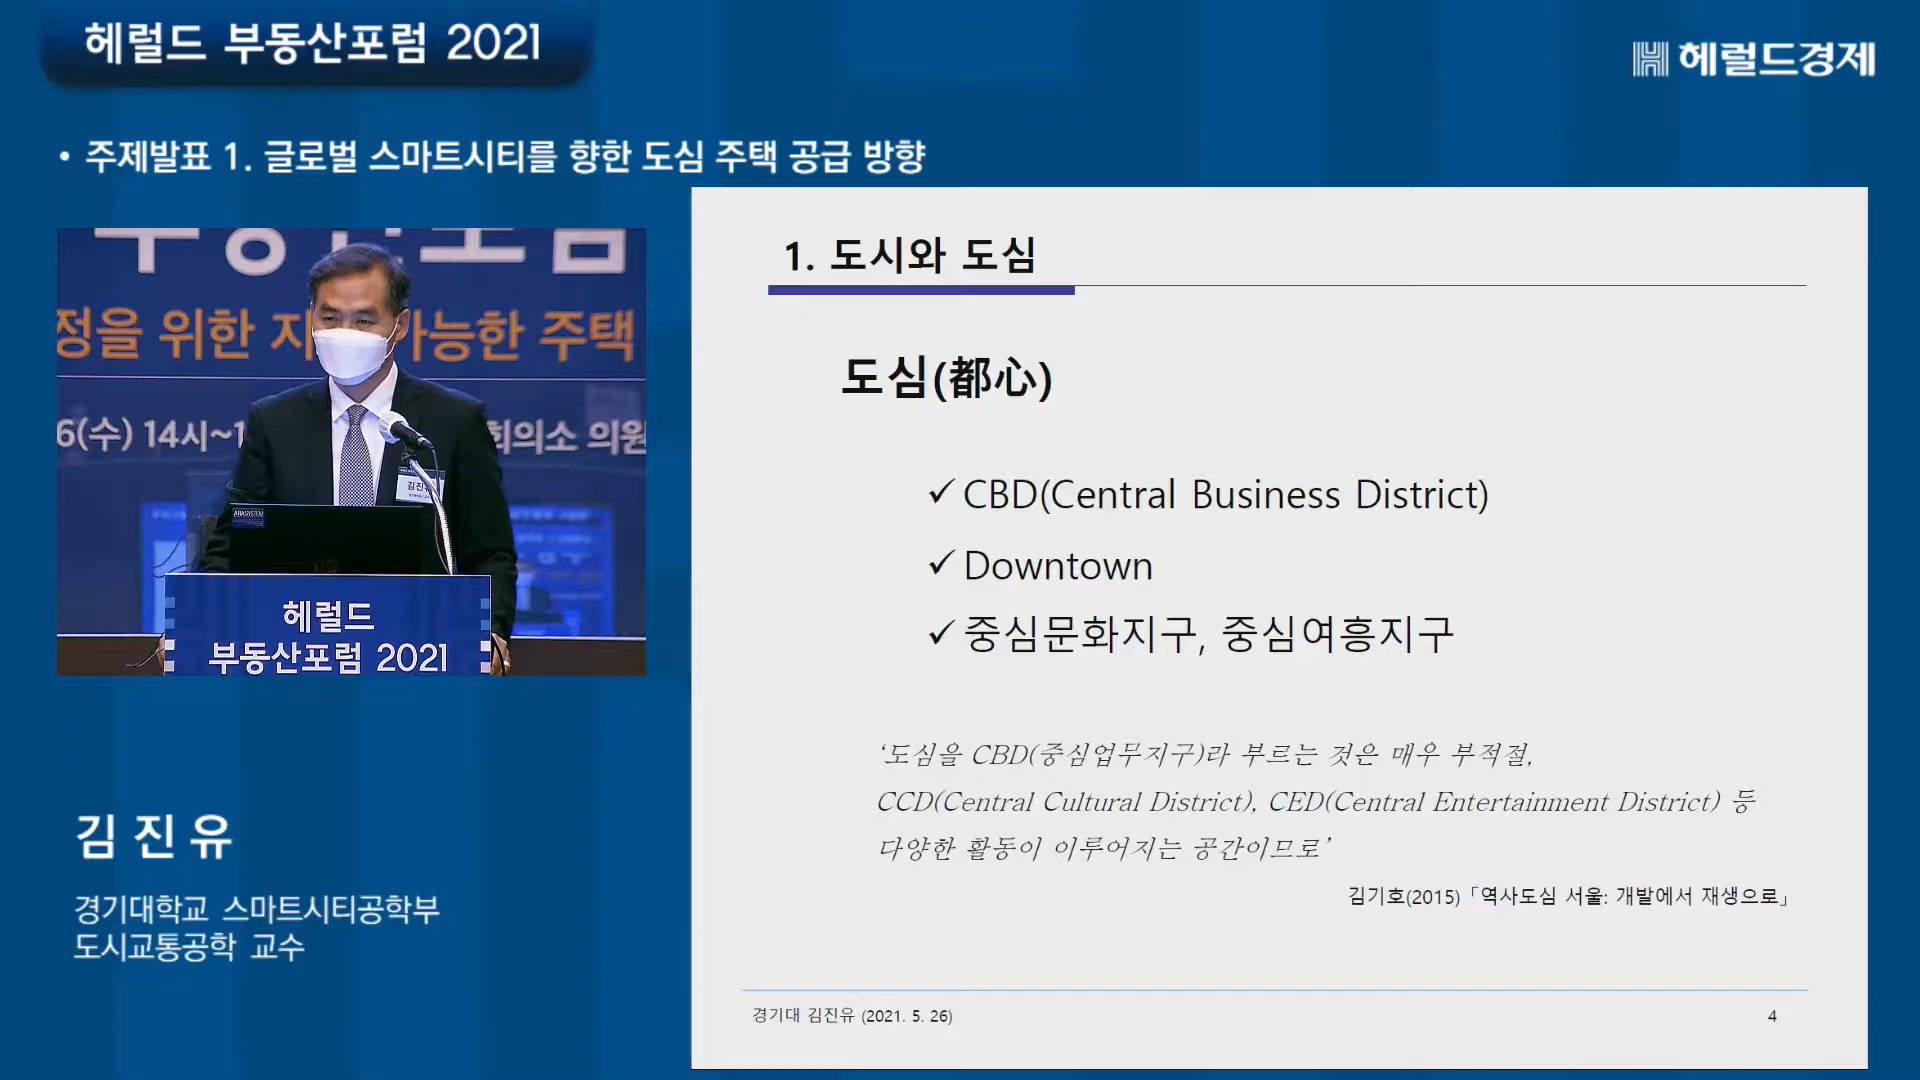 헤럴드 부동산포럼 2021
헤럴드경제
• 주제발표 1. 글로벌 스마트시티를 향한 도심 주택 공급 방향
부동산포럼
정을 위한 지 가능한 주택
6(수) 14시~1 회의소 의원
김진유
헤럴드
부동산포럼 2021
김진유
경기대학교 스마트시티공학부
도시교통공학 교수
1. 도시와 도심
도심(都心)
✓ CBD(Central Business District)
✓ Downtown
✓ 중심문화지구, 중심여흥지구
‘도심을 CBD(중심업무지구)라 부르는 것은 매우 부적절,
CCD(Central Cultural District), CED(Central Entertainment District) 등
다양한 활동이 이루어지는 공간이므로’
김기호(2015)「역사도심 서울: 개발에서 재생으로」
경기대 김진유 (2021. 5. 26)
4